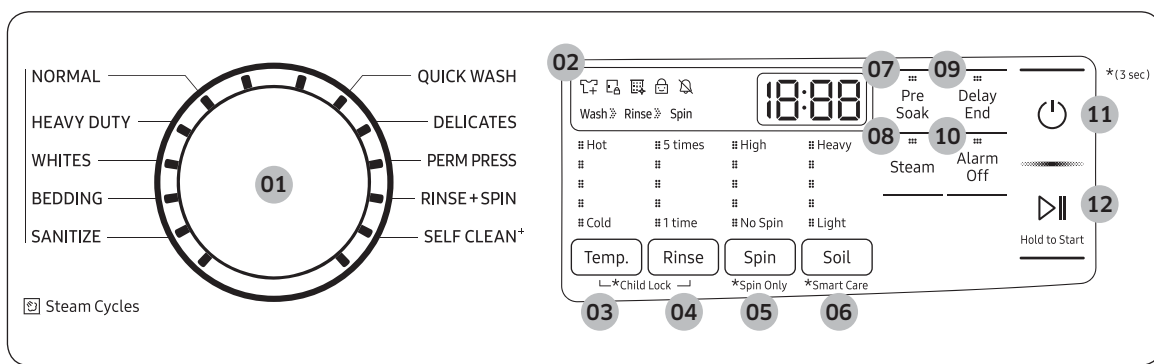 NORMAL
HEAVY DUTY
WHITES
BEDDING
SANITIZE
Steam Cycles
01
QUICK WASH
DELICATES
PERM PRESS
RINSE+SPIN
SELF CLEAN+
02
Wash Rinse Spin
18:88
Hot 5 times High Heavy
Cold 1 time No Spin Light
Temp. Rinse Spin Soil
*Child Lock *Spin Only *Smart Care
03 04 05 06
07 09
Pre Soak
Delay End
08 10
Steam
Alarm Off
*(3 sec)
11
12
Hold to Start